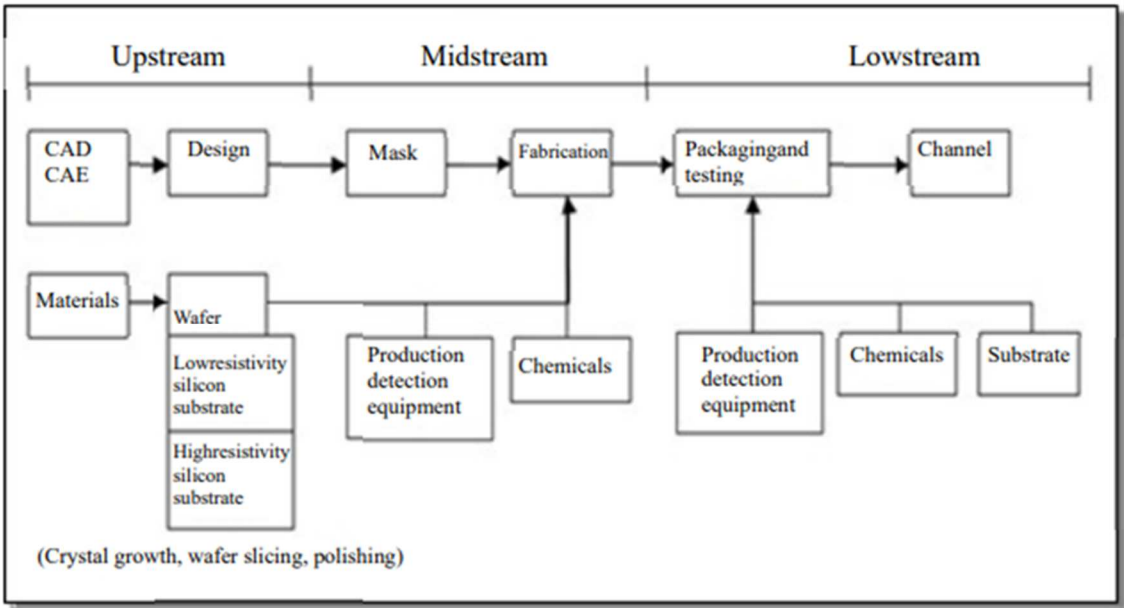 Upstream
Midstream
Lowstream
CAD
CAE
Design
Mask
Fabrication
Packagingand
testing
Channel
Materials
Wafer
Lowresistivity
silicon
substrate
Highresistivity
silicon
substrate
Production
detection
equipment
Chemicals
Production
detection
equipment
Chemicals
Substrate
(Crystal growth, wafer slicing, polishing)